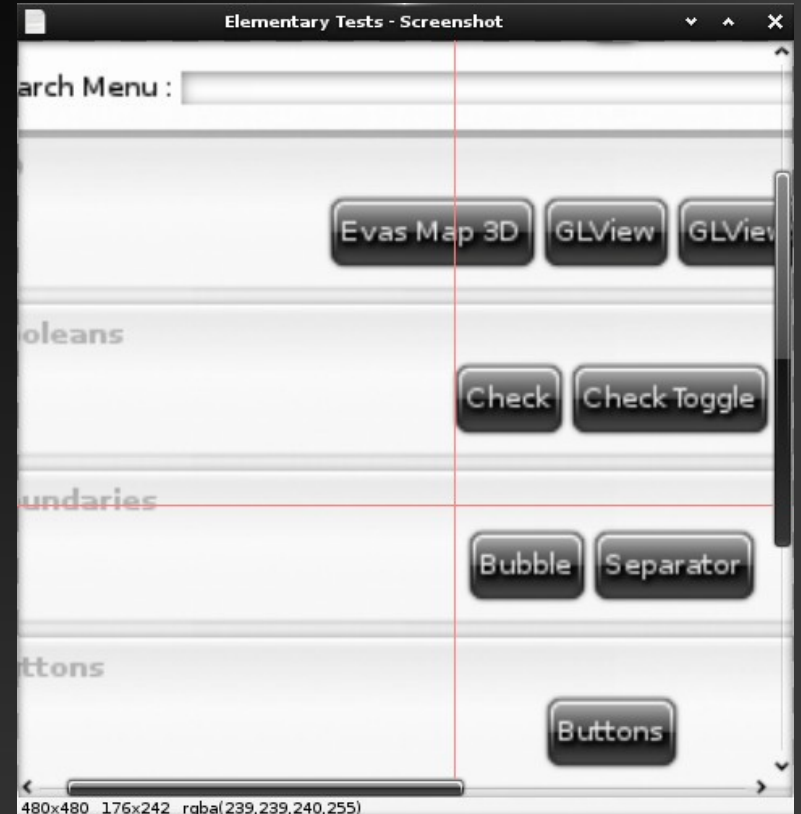 Elementary Tests - Screenshot
arch Menu :
Evas Map 3D GLView GLView
oleans
Check Check Toggle
undaries
Bubble Separator
ttons
Buttons
480x480 176x242 rgba(239,239,240,255)